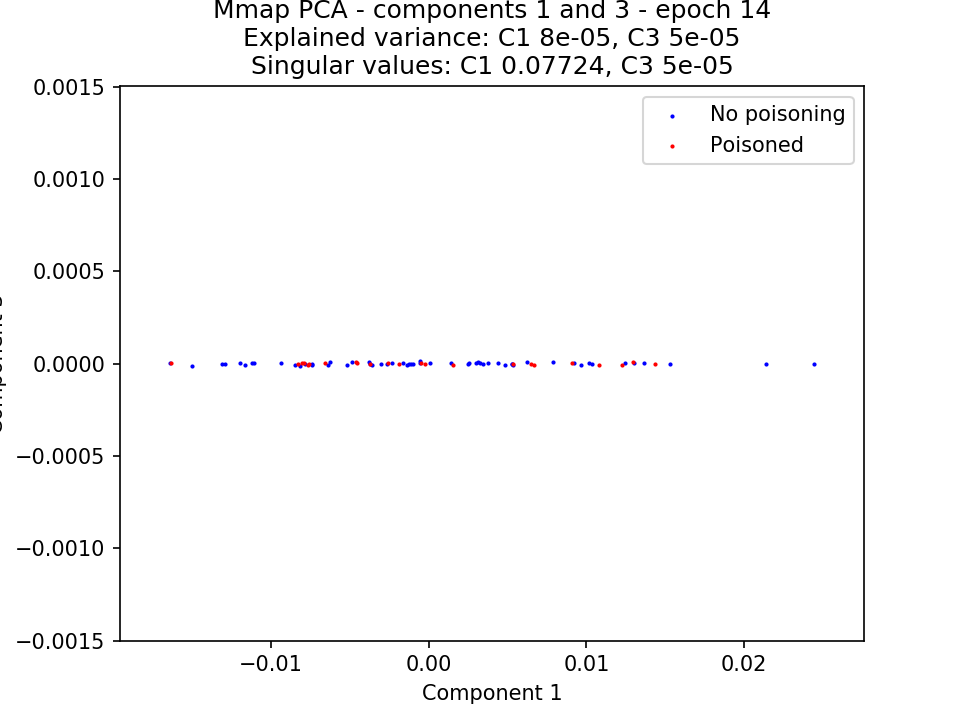 Mmap PCA - components 1 and 3 - epoch 14
Explained variance: C1 8e-05, C3 5e-05
Singular values: C1 0.07724, C3 5e-05
0.0015
No poisoning
Poisoned
0.0010
0.0005
0.0000
−0.0005
−0.0010
−0.0015
−0.01
0.00
0.01
0.02
Component 1